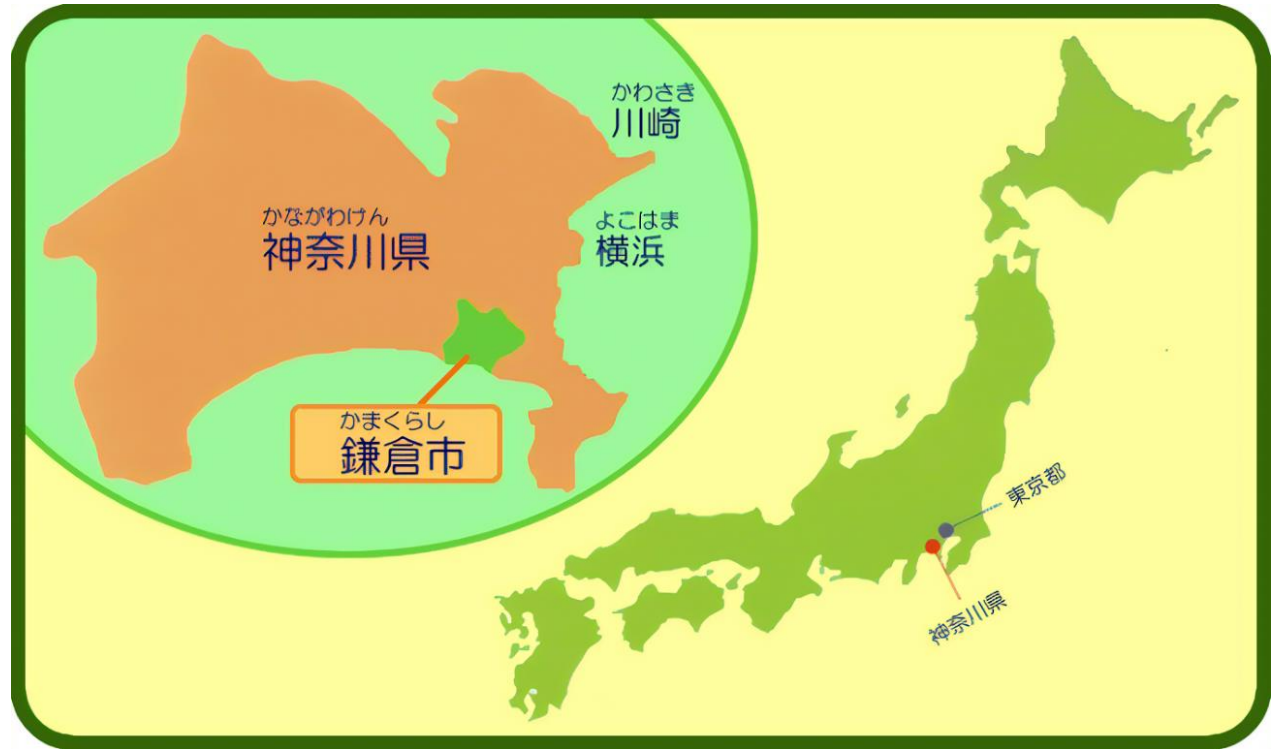 かわさき
川崎
かながわけん
神奈川県
よこはま
横浜
かまくらし
鎌倉市
東京都
神奈川県